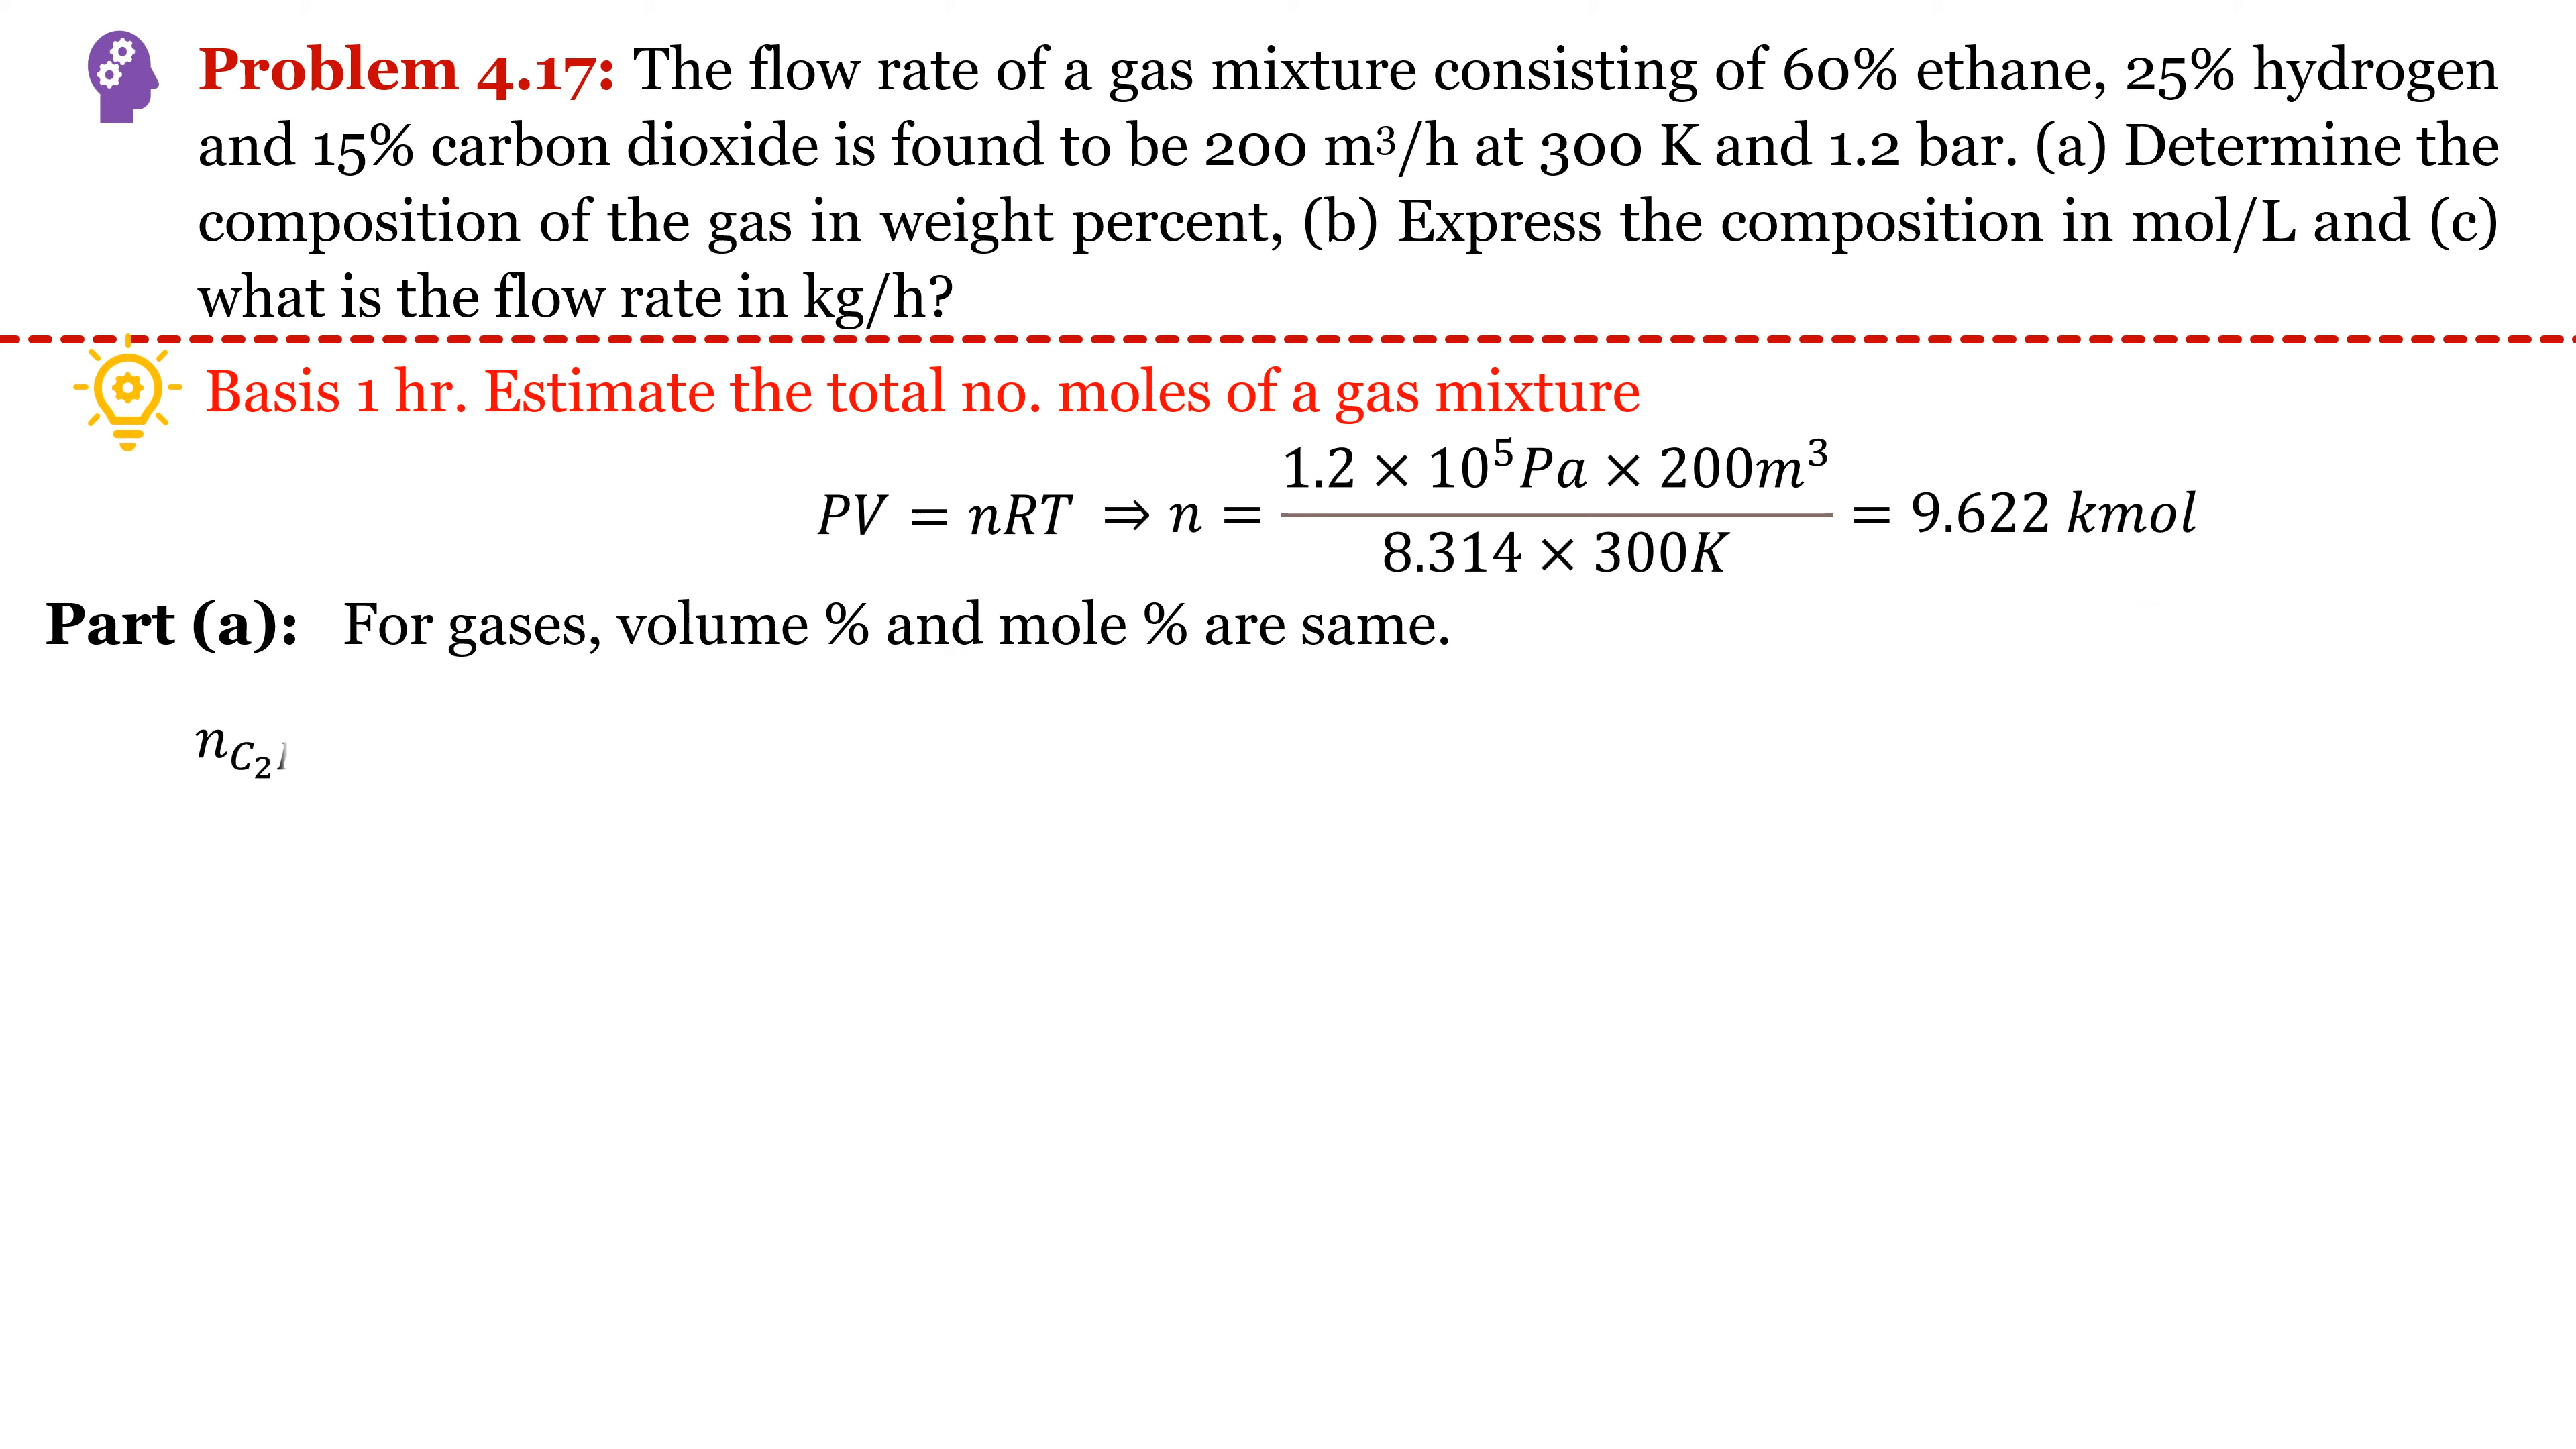 Problem 4.17: The flow rate of a gas mixture consisting of 60% ethane, 25% hydrogen
and 15% carbon dioxide is found to be 200 m³/h at 300 K and 1.2 bar. (a) Determine the
composition of the gas in weight percent, (b) Express the composition in mol/L and (c)
what is the flow rate in kg/h?
Basis 1 hr. Estimate the total no. moles of a gas mixture
PV = nRT ⇒ n = (1.2 × 10⁵Pa × 200m³) / (8.314 × 300K) = 9.622 kmol
Part (a): For gases, volume % and mole % are same.
n_C₂